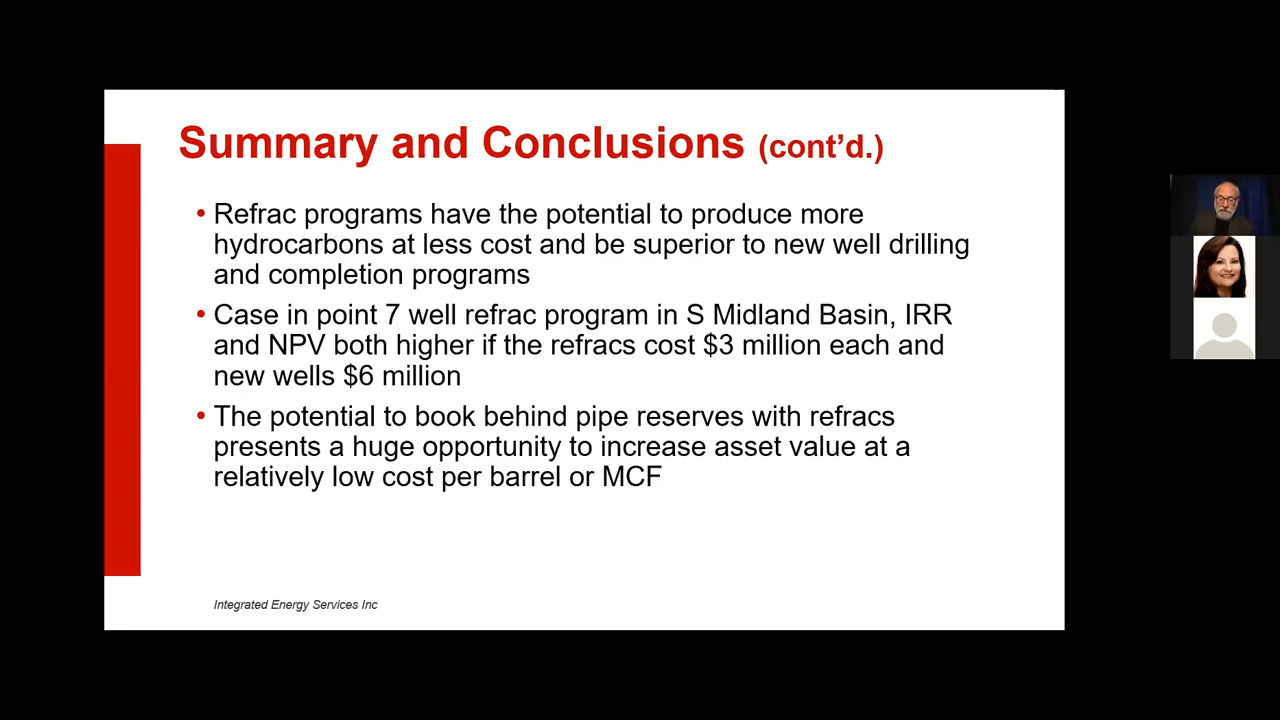 Summary and Conclusions (cont’d.)
• Refrac programs have the potential to produce more
hydrocarbons at less cost and be superior to new well drilling
and completion programs
• Case in point 7 well refrac program in S Midland Basin, IRR
and NPV both higher if the refracs cost $3 million each and
new wells $6 million
• The potential to book behind pipe reserves with refracs
presents a huge opportunity to increase asset value at a
relatively low cost per barrel or MCF
Integrated Energy Services Inc